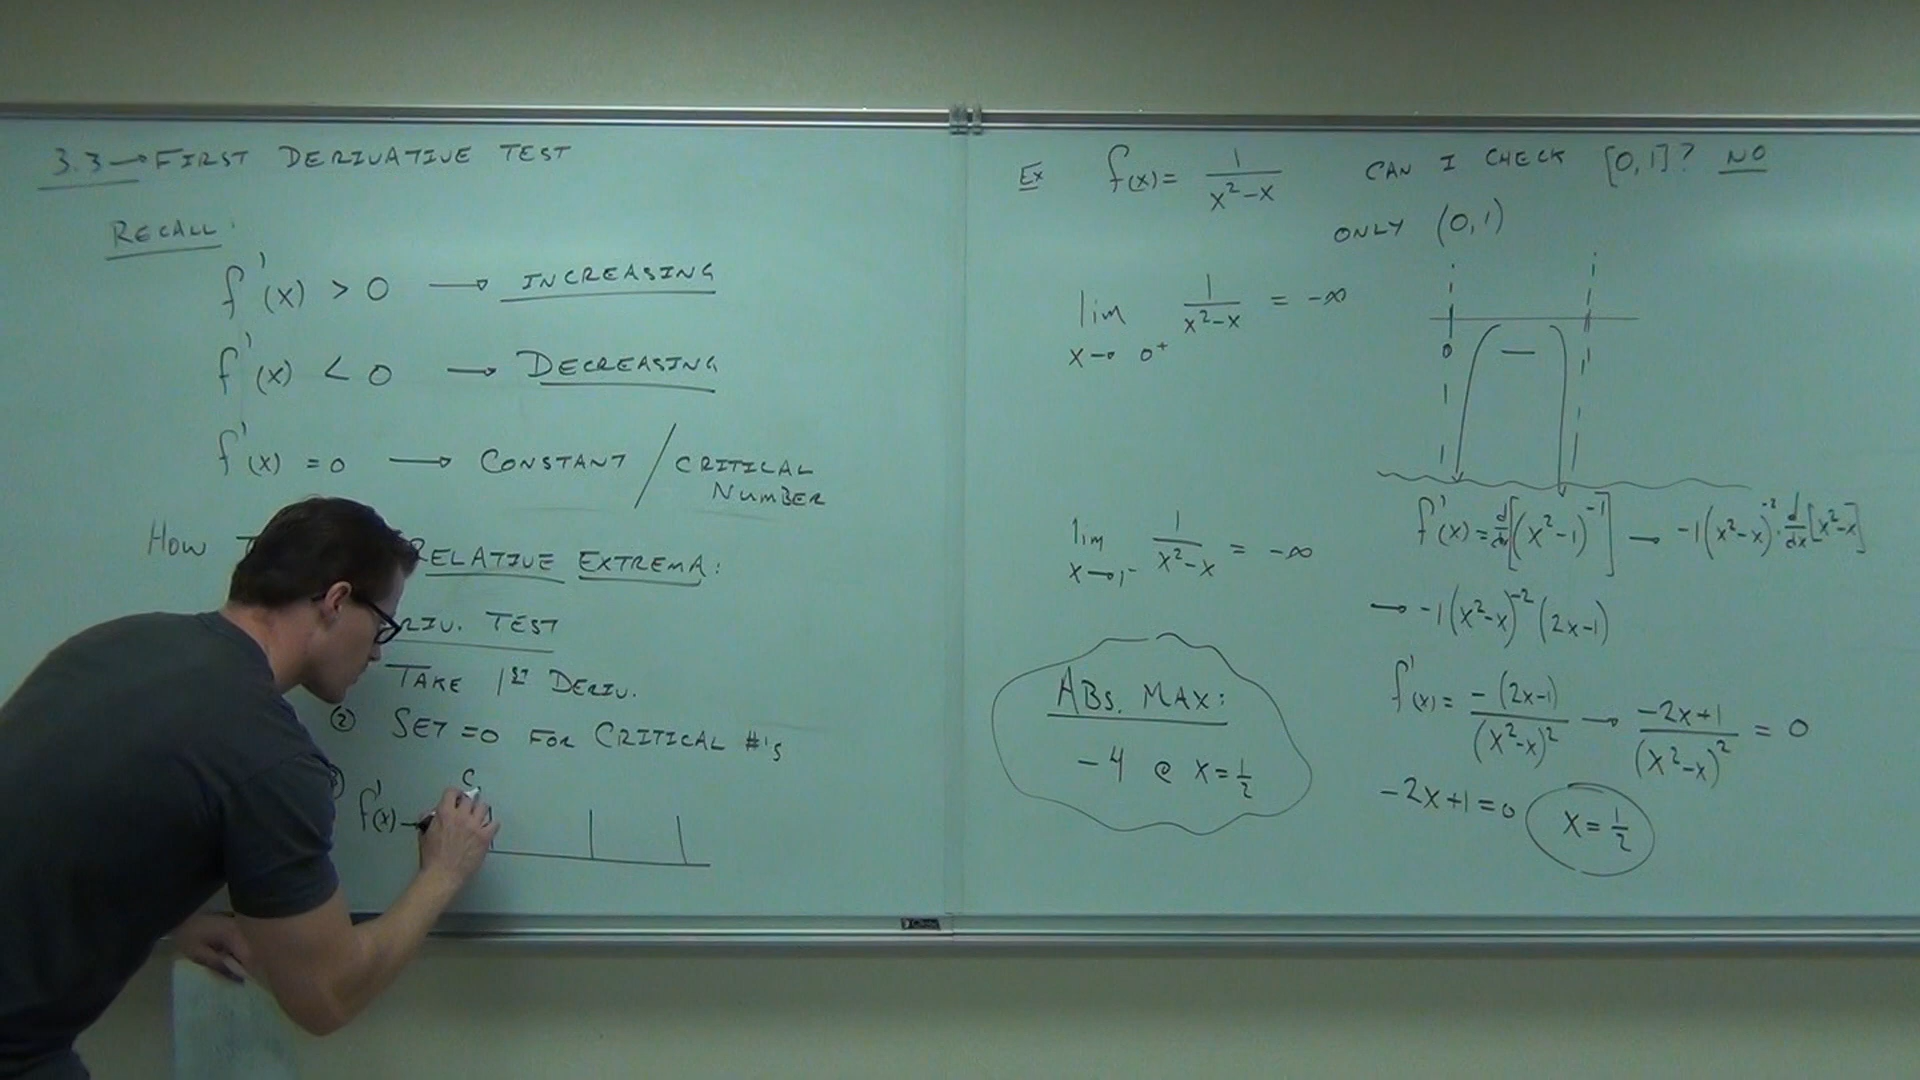 3.3 → FIRST DERIVATIVE TEST
RECALL:
f'(x) > 0 → INCREASING
f'(x) < 0 → DECREASING
f'(x) = 0 → CONSTANT / CRITICAL NUMBER
HOW RELATIVE EXTREMA:
TEST
TAKE 1ST DERIV.
② SET =0 FOR CRITICAL #'s
f'(x) →
C
Ex f(x) = 1/(x²-x) CAN I CHECK [0,1]? NO
ONLY (0,1)
lim x→0⁺ 1/(x²-x) = -∞
0 1
lim x→1⁻ 1/(x²-x) = -∞
f'(x) = d/dx[(x²-1)⁻¹] → -1(x²-x)⁻² · d/dx[x²-x]
→ -1(x²-x)⁻²(2x-1)
f'(x) = -(2x-1)/(x²-x)² → (-2x+1)/(x²-x)² = 0
-2x+1=0 x=1/2
ABS. MAX:
-4 @ x=1/2